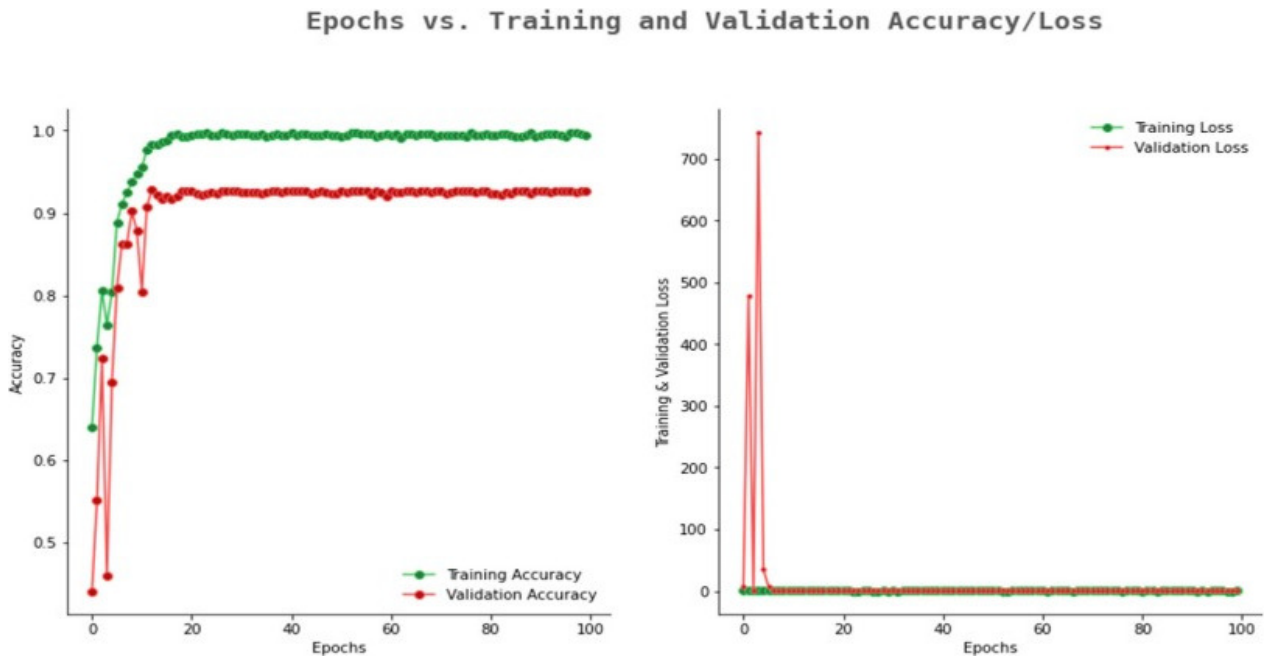 Epochs vs. Training and Validation Accuracy/Loss
1.0
0.9
0.8
0.7
0.6
0.5
Accuracy
Training Accuracy
Validation Accuracy
0 20 40 60 80 100
Epochs
700
600
500
400
300
200
100
0
Training & Validation Loss
Training Loss
Validation Loss
0 20 40 60 80 100
Epochs